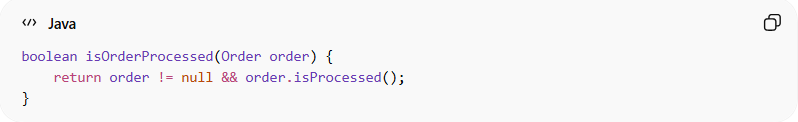 </> Java
boolean isOrderProcessed(Order order) {
    return order != null && order.isProcessed();
}